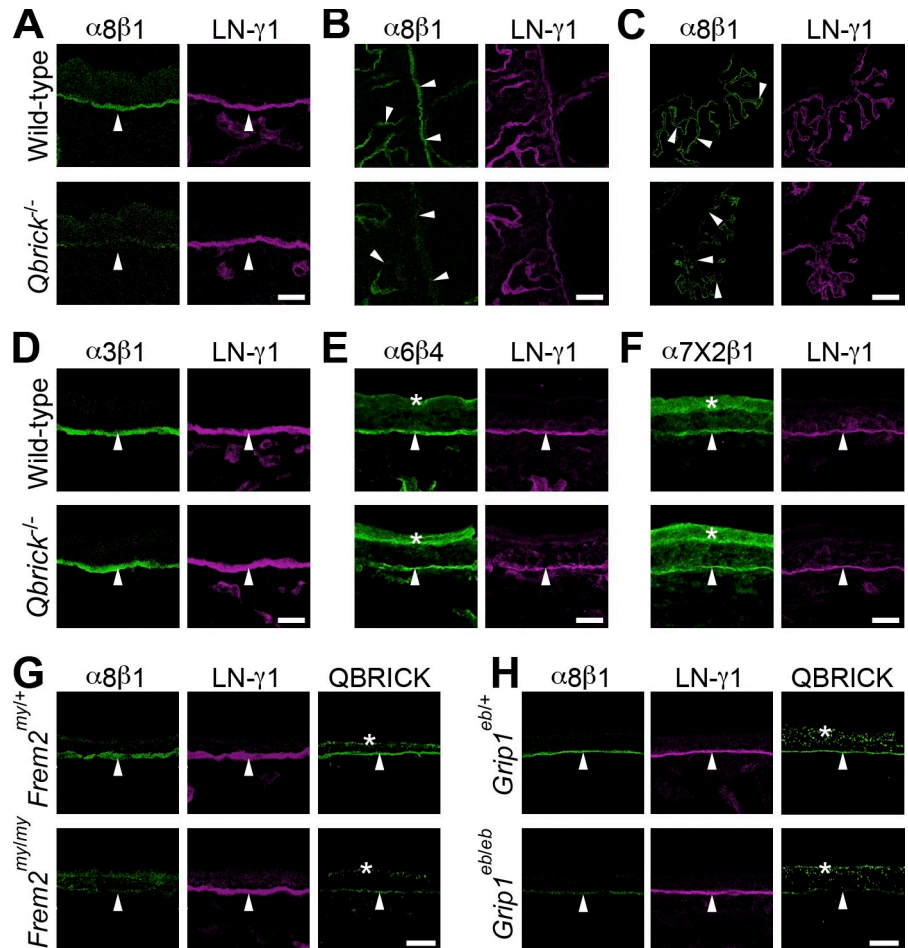 A α8β1 LN-γ1 B α8β1 LN-γ1 C α8β1 LN-γ1
Wild-type
Qbrick-/-
D α3β1 LN-γ1 E α6β4 LN-γ1 F α7X2β1 LN-γ1
Wild-type
* *
Qbrick-/-
* *
G α8β1 LN-γ1 QBRICK H α8β1 LN-γ1 QBRICK
Frem2my/+ * Grip1eb/+ *
Frem2my/my * Grip1eb/eb *